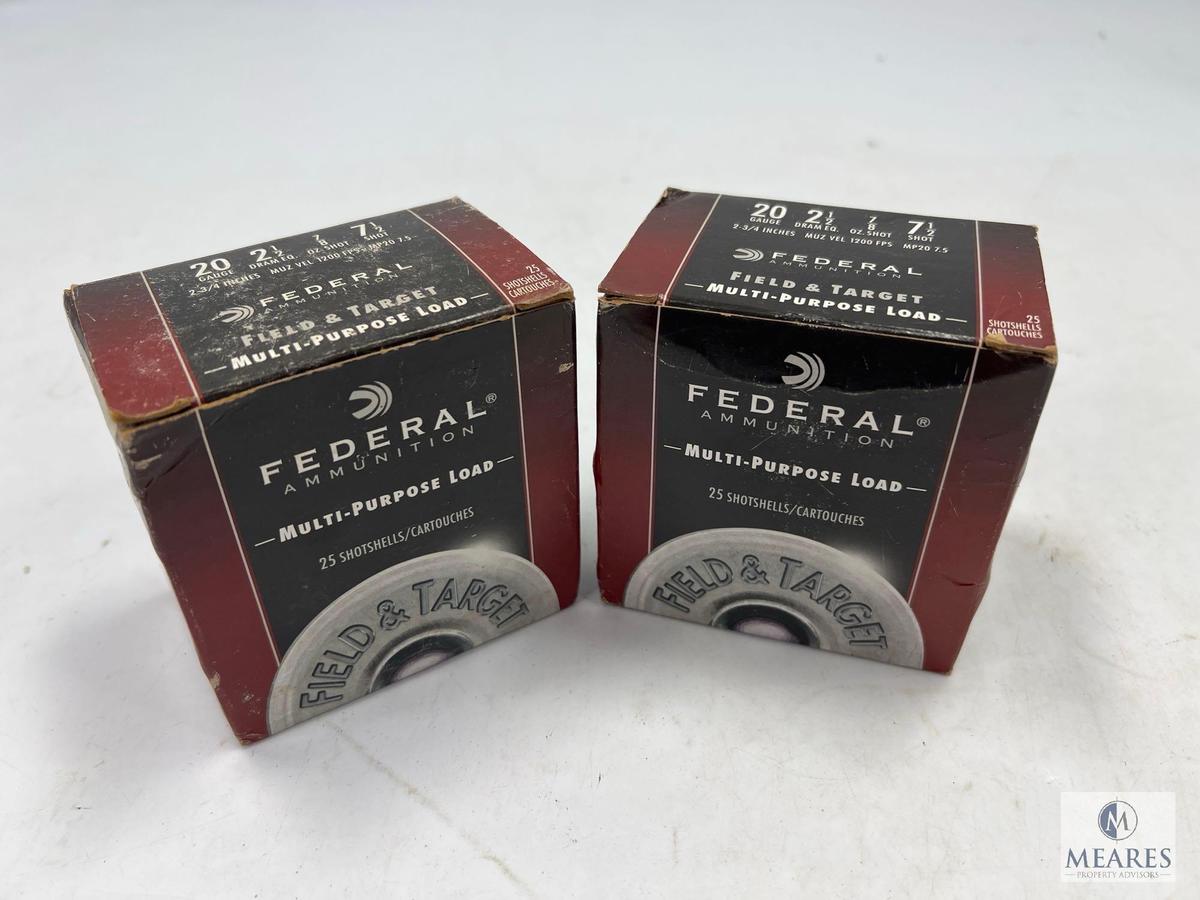 20 2½ 7/8 7½
GAUGE DRAM EQ. OZ. SHOT SHOT
2-3/4 INCHES MUZ VEL 1200 FPS MP20 7.5
FEDERAL
AMMUNITION
FIELD & TARGET
MULTI-PURPOSE LOAD
25
SHOTSHELLS
CARTOUCHES
FEDERAL®
AMMUNITION
MULTI-PURPOSE LOAD
25 SHOTSHELLS/CARTOUCHES
FIELD & TARGET
20 2½ 7/8 7½
GAUGE DRAM EQ. OZ. SHOT SHOT
2-3/4 INCHES MUZ VEL 1200 FPS MP20 7.5
FEDERAL
AMMUNITION
FIELD & TARGET
MULTI-PURPOSE LOAD
25
SHOTSHELLS
CARTOUCHES
FEDERAL®
AMMUNITION
MULTI-PURPOSE LOAD
25 SHOTSHELLS/CARTOUCHES
FIELD & TARGET
M
MEARES
PROPERTY ADVISORS